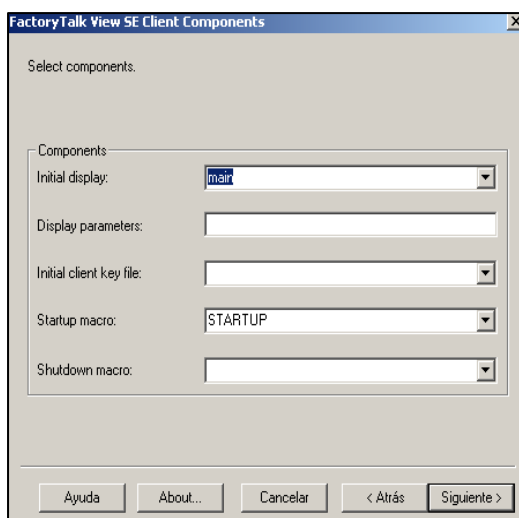 FactoryTalk View SE Client Components
Select components.
Components
Initial display: main
Display parameters:
Initial client key file:
Startup macro: STARTUP
Shutdown macro:
Ayuda About... Cancelar < Atrás Siguiente >